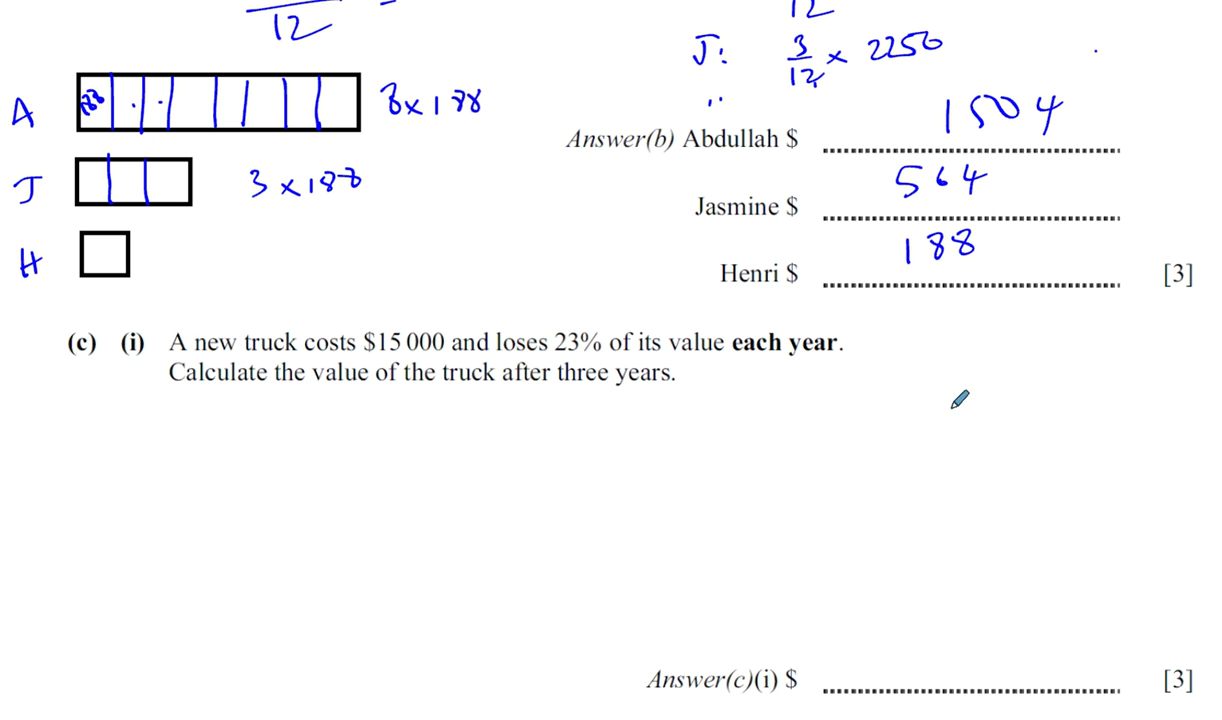 12
12
J: 3/12 × 2250
A 188 8×188
Answer(b) Abdullah $ 1504
J 3×188
Jasmine $ 564
H
Henri $ 188 [3]
(c) (i) A new truck costs $15 000 and loses 23% of its value each year.
Calculate the value of the truck after three years.
Answer(c)(i) $ [3]